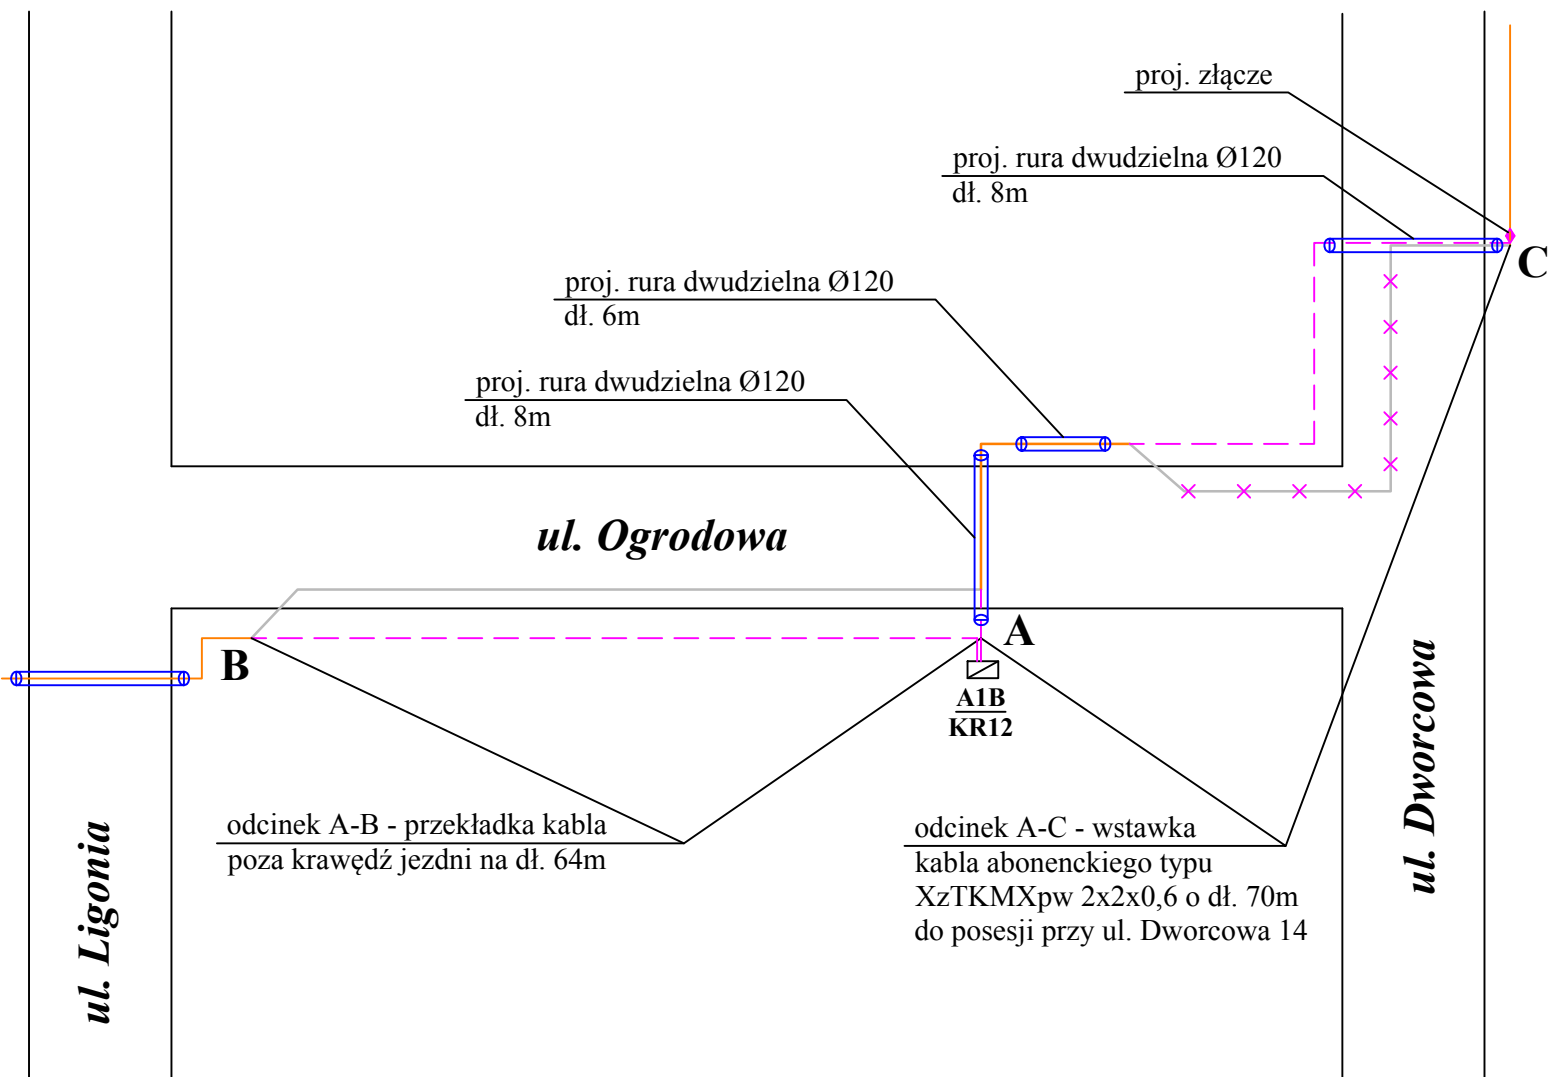 proj. złącze
proj. rura dwudzielna Ø120
dł. 8m
C
proj. rura dwudzielna Ø120
dł. 6m
proj. rura dwudzielna Ø120
dł. 8m
ul. Ogrodowa
A
B
A1B
KR12
ul. Dworcowa
odcinek A-B - przekładka kabla
poza krawędź jezdni na dł. 64m
odcinek A-C - wstawka
kabla abonenckiego typu
XzTKMXpw 2x2x0,6 o dł. 70m
do posesji przy ul. Dworcowa 14
ul. Ligonia